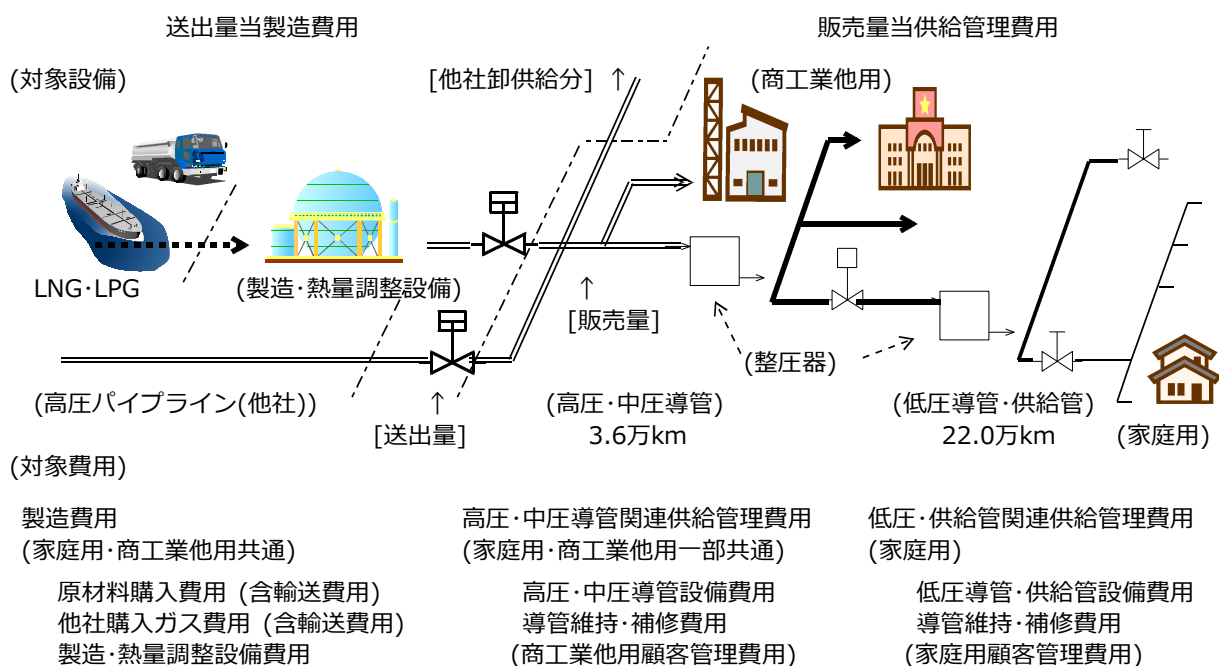 送出量当製造費用
販売量当供給管理費用
(対象設備)
[他社卸供給分] ↑
(商工業他用)
LNG･LPG
(製造･熱量調整設備)
↑
[販売量]
(整圧器)
(高圧パイプライン(他社))
↑
[送出量]
(高圧･中圧導管)
3.6万km
(低圧導管･供給管)
22.0万km
(家庭用)
(対象費用)
製造費用
(家庭用･商工業他用共通)
原材料購入費用 (含輸送費用)
他社購入ガス費用 (含輸送費用)
製造･熱量調整設備費用
高圧･中圧導管関連供給管理費用
(家庭用･商工業他用一部共通)
高圧･中圧導管設備費用
導管維持･補修費用
(商工業他用顧客管理費用)
低圧･供給管関連供給管理費用
(家庭用)
低圧導管･供給管設備費用
導管維持･補修費用
(家庭用顧客管理費用)